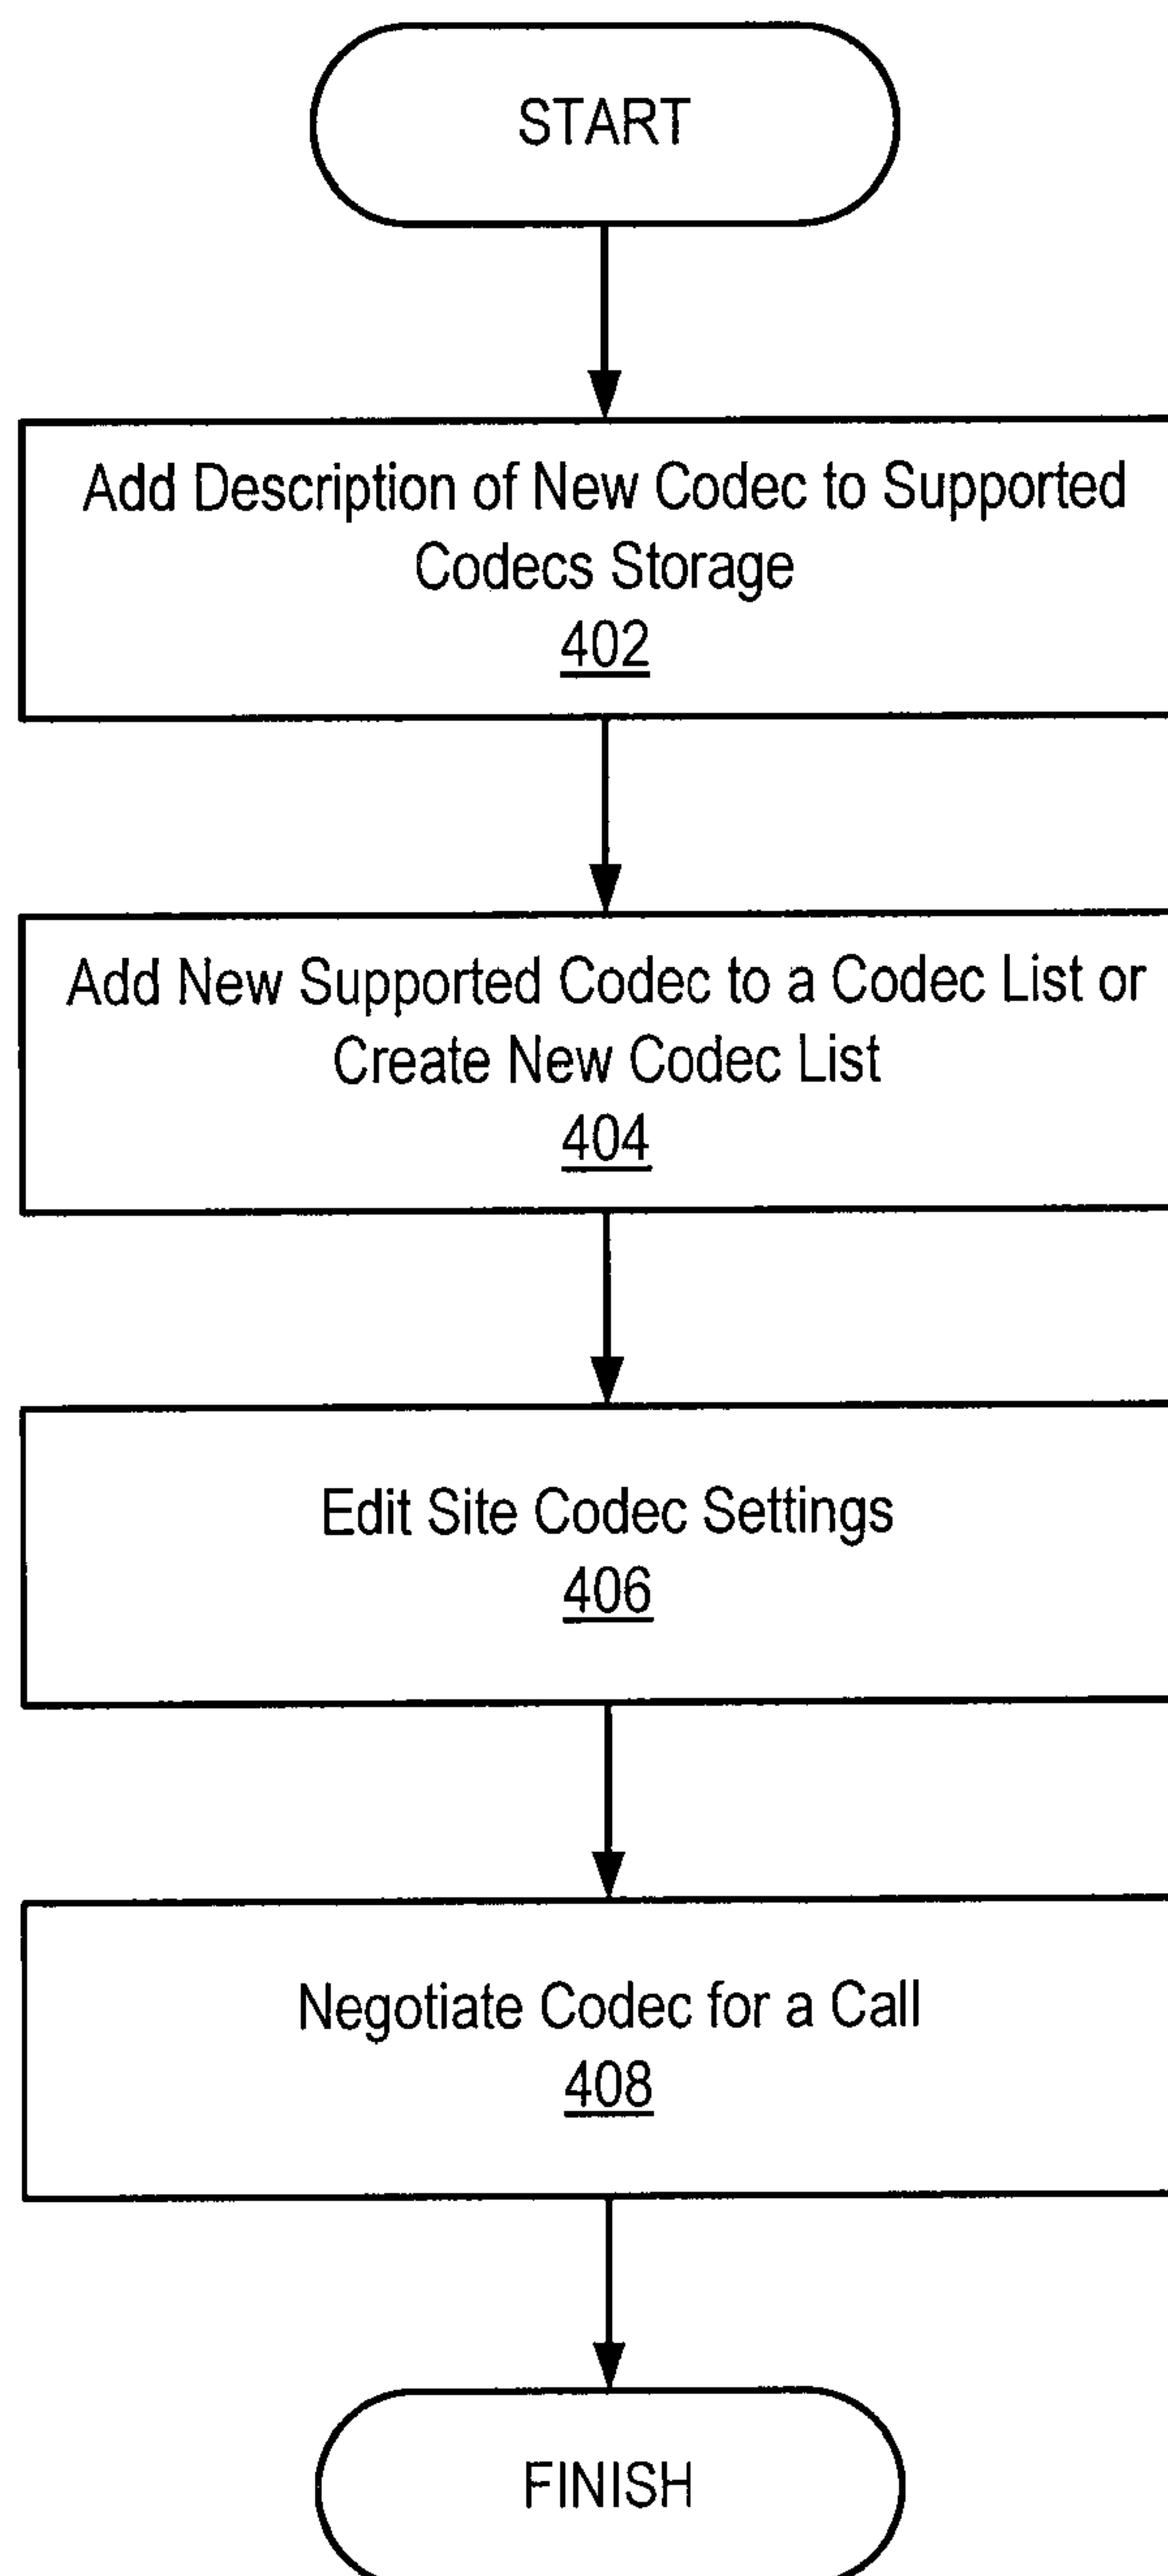 START
Add Description of New Codec to Supported
Codecs Storage
402
Add New Supported Codec to a Codec List or
Create New Codec List
404
Edit Site Codec Settings
406
Negotiate Codec for a Call
408
FINISH